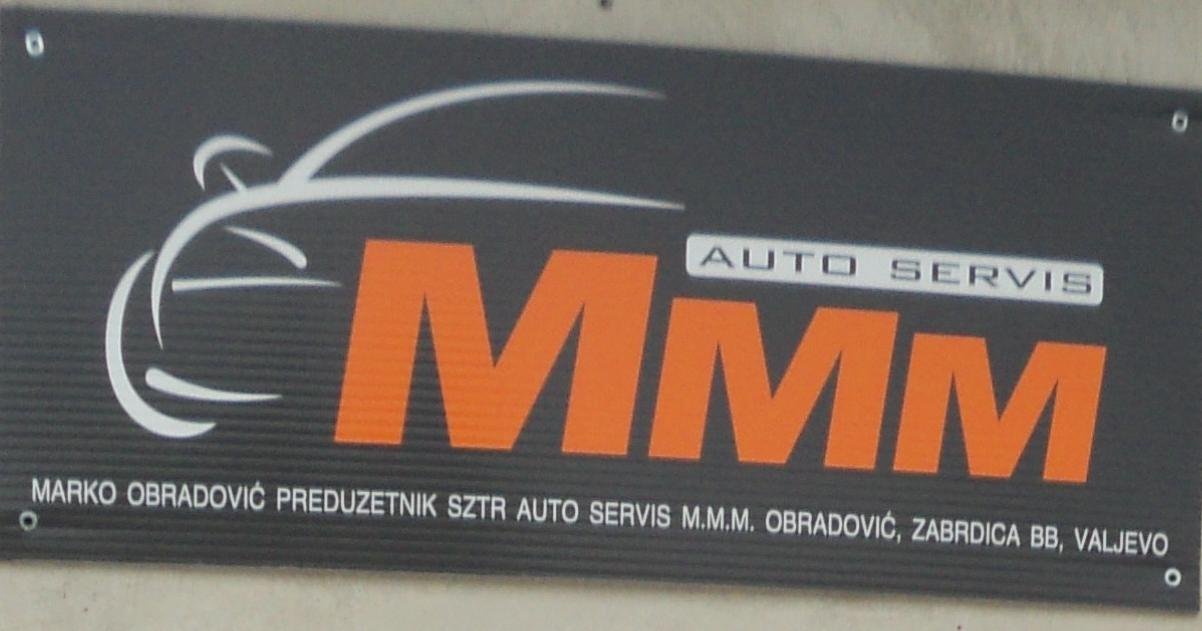 AUTO SERVIS
MMM
MARKO OBRADOVIĆ PREDUZETNIK SZTR AUTO SERVIS M.M.M. OBRADOVIĆ, ZABRDICA BB, VALJEVO